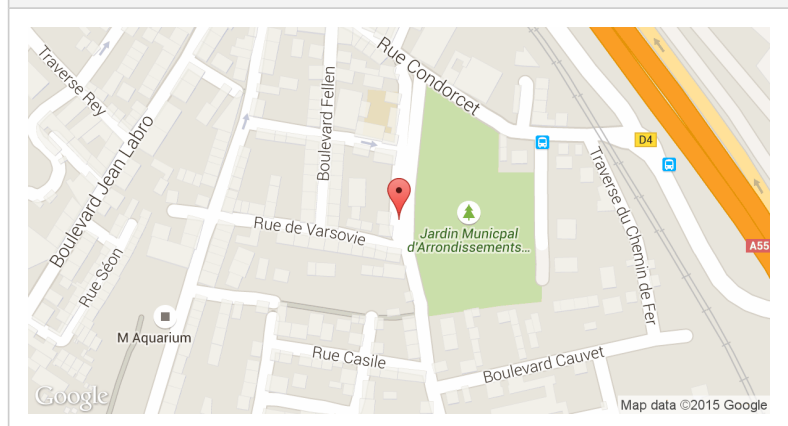 Traverse Rey
Rue Condorcet
Boulevard Fellen
Boulevard Jean Labro
D4
Traverse du Chemin de Fer
Rue de Varsovie
Jardin Municpal
d'Arrondissements...
A55
Rue Séon
M Aquarium
Rue Casile
Boulevard Cauvet
Google
Map data ©2015 Google